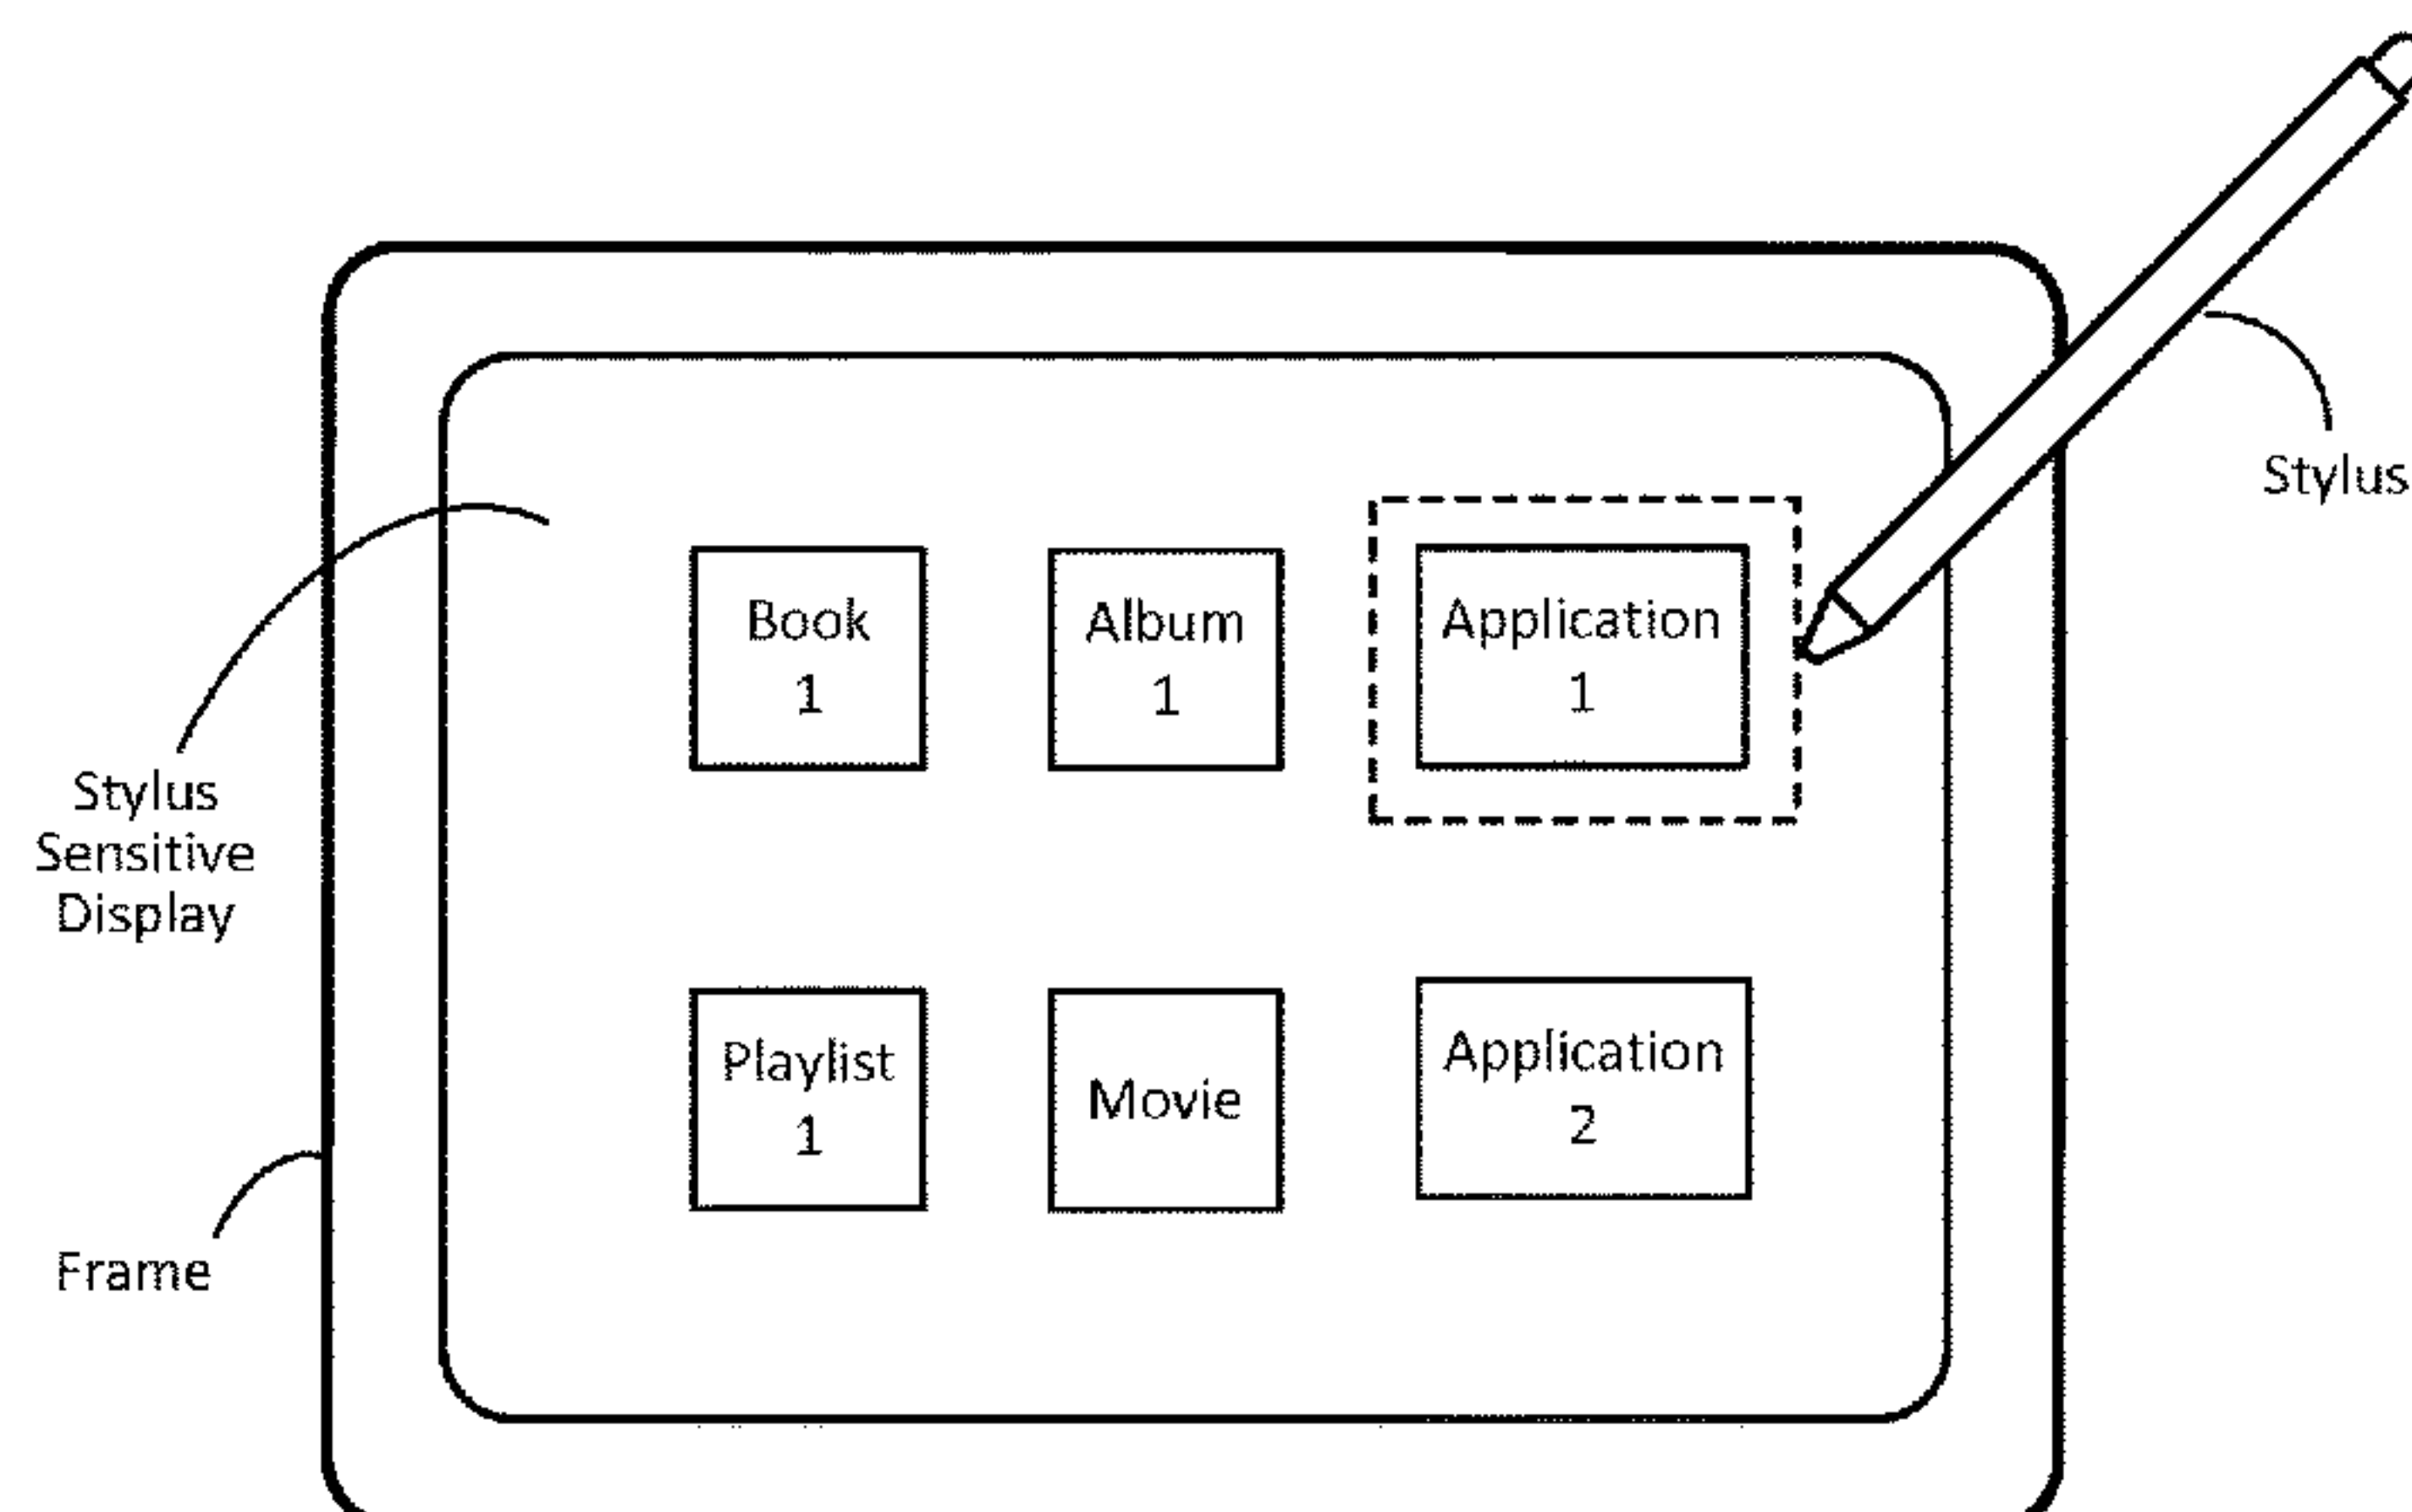 Stylus
Book
1
Album
1
Application
1
Stylus
Sensitive
Display
Playlist
1
Movie
Application
2
Frame